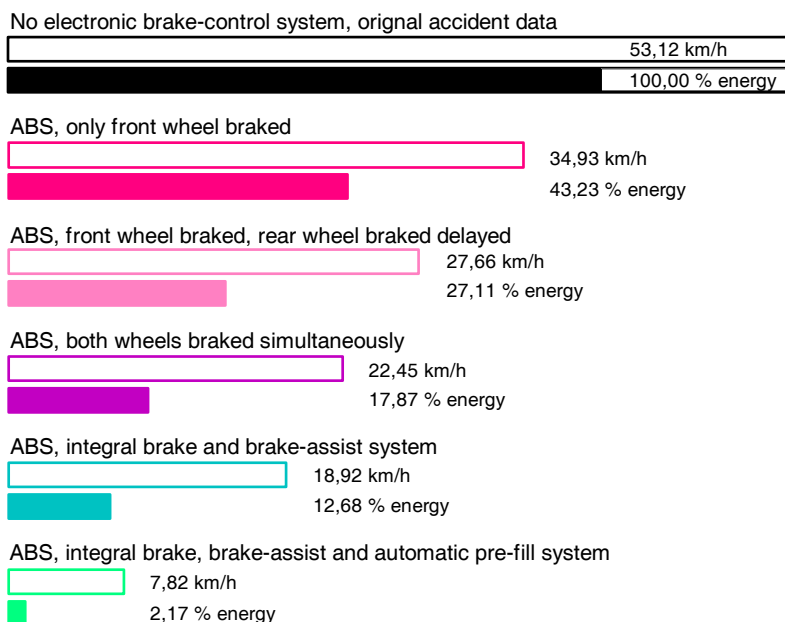 No electronic brake-control system, orignal accident data
53,12 km/h
100,00 % energy
ABS, only front wheel braked
34,93 km/h
43,23 % energy
ABS, front wheel braked, rear wheel braked delayed
27,66 km/h
27,11 % energy
ABS, both wheels braked simultaneously
22,45 km/h
17,87 % energy
ABS, integral brake and brake-assist system
18,92 km/h
12,68 % energy
ABS, integral brake, brake-assist and automatic pre-fill system
7,82 km/h
2,17 % energy